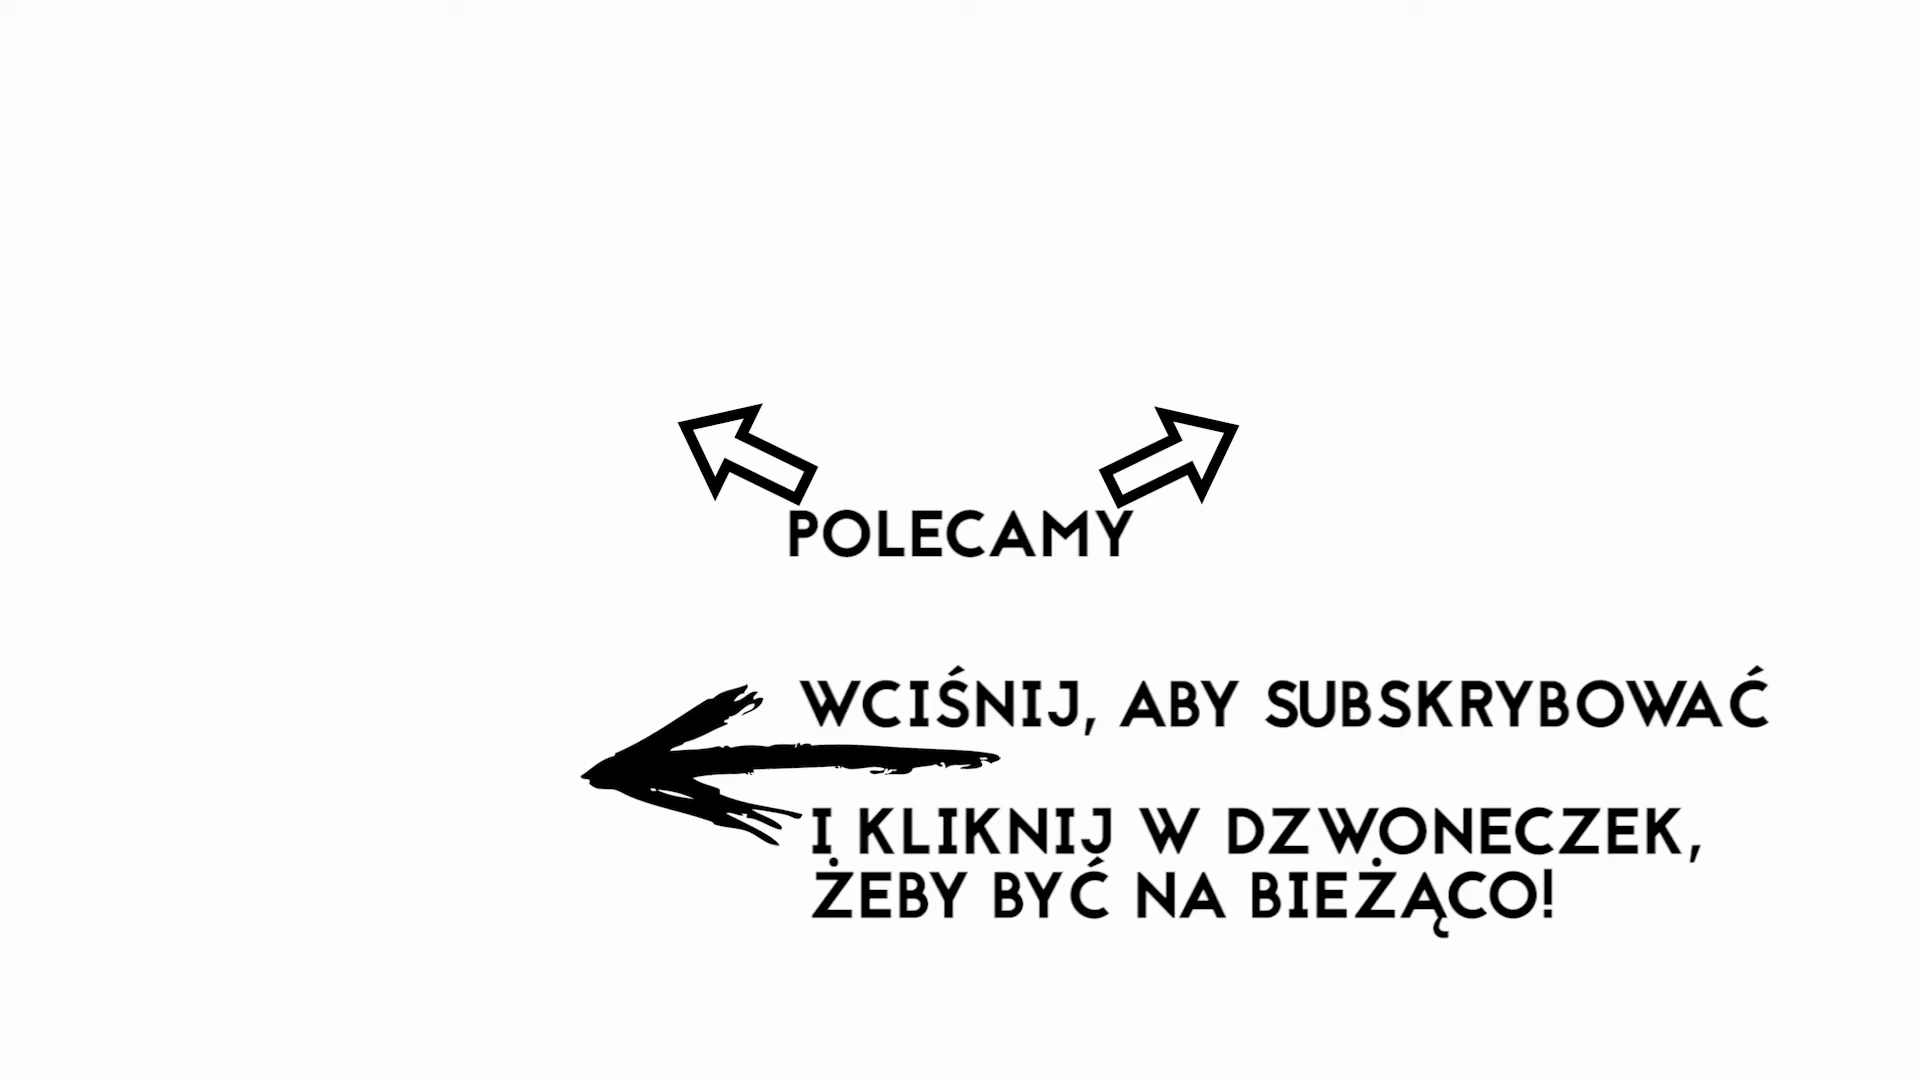 POLECAMY
WCIŚNIJ, ABY SUBSKRYBOWAĆ
I KLIKNIJ W DZWONECZEK,
ŻEBY BYĆ NA BIEŻĄCO!